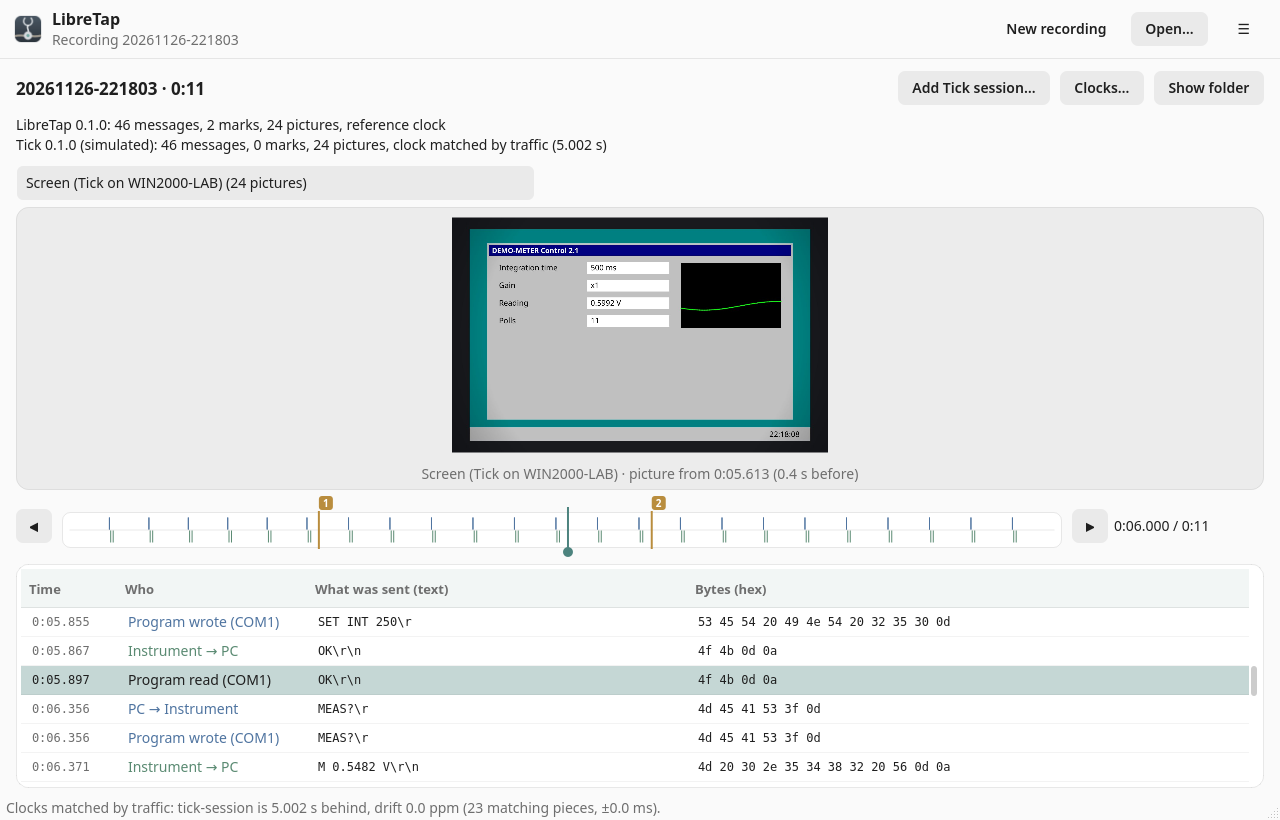 LibreTap
Recording 20261126-221803
New recording
Open...
☰
20261126-221803 · 0:11
Add Tick session...
Clocks...
Show folder
LibreTap 0.1.0: 46 messages, 2 marks, 24 pictures, reference clock
Tick 0.1.0 (simulated): 46 messages, 0 marks, 24 pictures, clock matched by traffic (5.002 s)
Screen (Tick on WIN2000-LAB) (24 pictures)
DEMO-METER Control 2.1
Integration time 500 ms
Gain x1
Reading 0.5992 V
Polls 11
22:18:08
Screen (Tick on WIN2000-LAB) · picture from 0:05.613 (0.4 s before)
1
2
0:06.000 / 0:11
Time Who What was sent (text) Bytes (hex)
0:05.855 Program wrote (COM1) SET INT 250\r 53 45 54 20 49 4e 54 20 32 35 30 0d
0:05.867 Instrument → PC OK\r\n 4f 4b 0d 0a
0:05.897 Program read (COM1) OK\r\n 4f 4b 0d 0a
0:06.356 PC → Instrument MEAS?\r 4d 45 41 53 3f 0d
0:06.356 Program wrote (COM1) MEAS?\r 4d 45 41 53 3f 0d
0:06.371 Instrument → PC M 0.5482 V\r\n 4d 20 30 2e 35 34 38 32 20 56 0d 0a
Clocks matched by traffic: tick-session is 5.002 s behind, drift 0.0 ppm (23 matching pieces, ±0.0 ms).